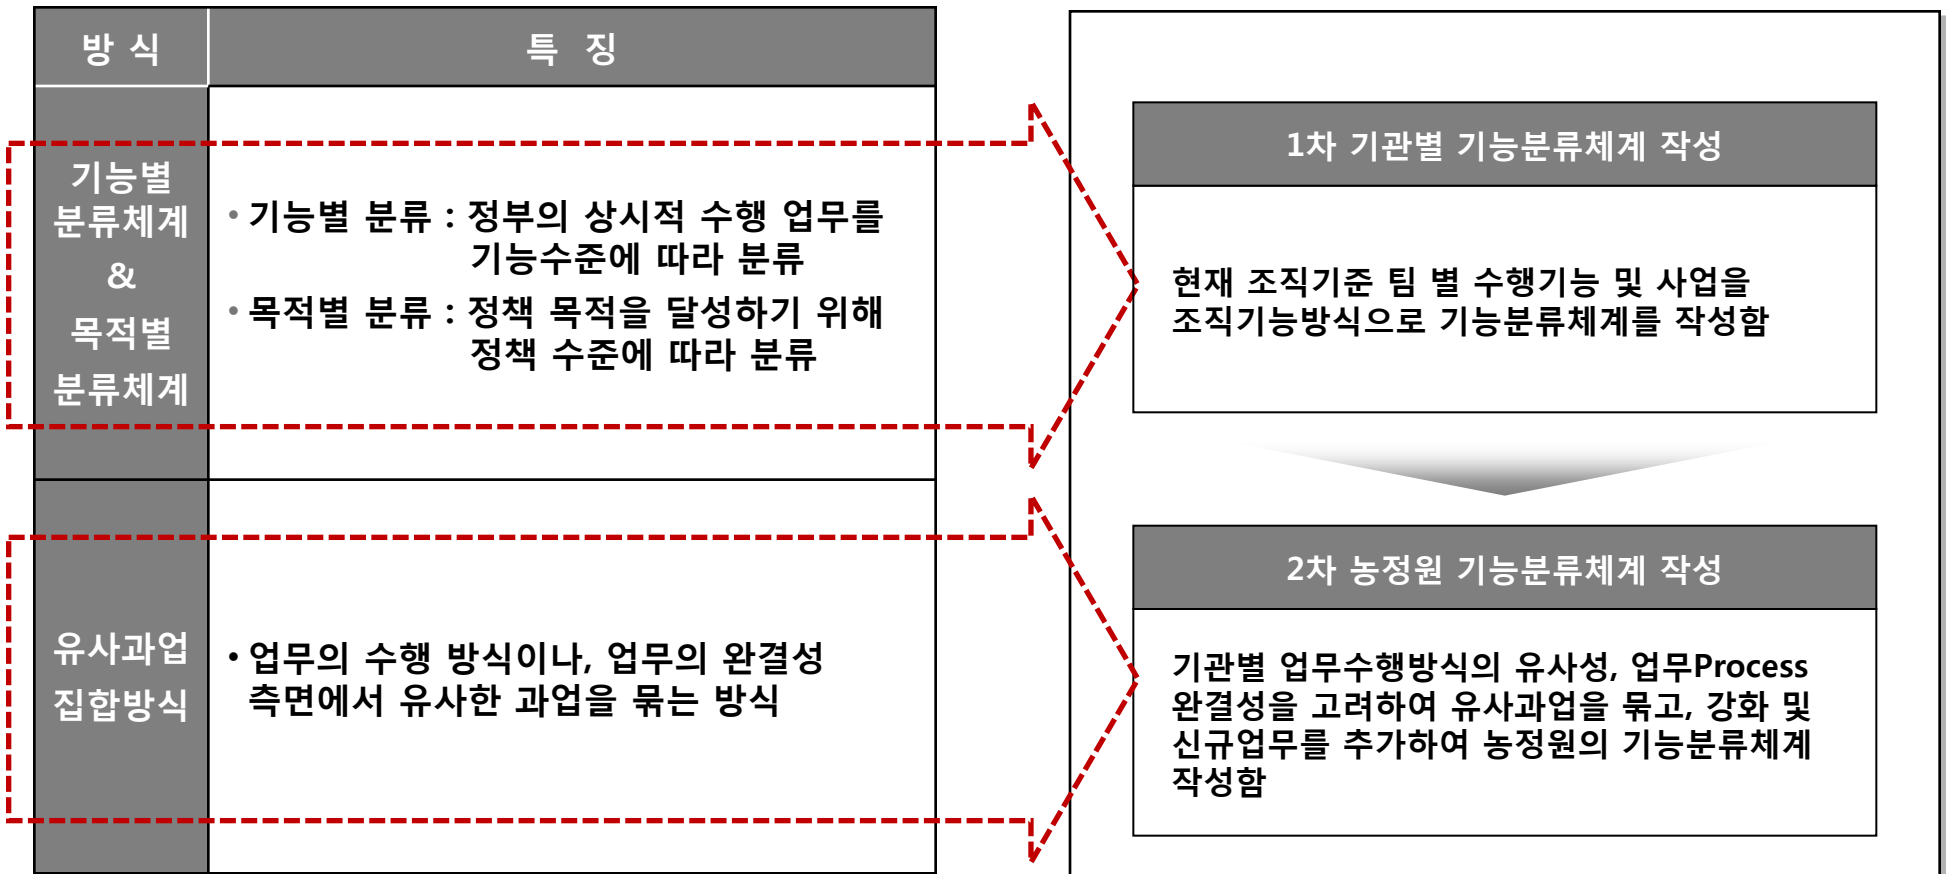 방 식
특 징
기능별
분류체계
&
목적별
분류체계
• 기능별 분류 : 정부의 상시적 수행 업무를
기능수준에 따라 분류
• 목적별 분류 : 정책 목적을 달성하기 위해
정책 수준에 따라 분류
유사과업
집합방식
• 업무의 수행 방식이나, 업무의 완결성
측면에서 유사한 과업을 묶는 방식
1차 기관별 기능분류체계 작성
현재 조직기준 팀 별 수행기능 및 사업을
조직기능방식으로 기능분류체계를 작성함
2차 농정원 기능분류체계 작성
기관별 업무수행방식의 유사성, 업무Process
완결성을 고려하여 유사과업을 묶고, 강화 및
신규업무를 추가하여 농정원의 기능분류체계
작성함